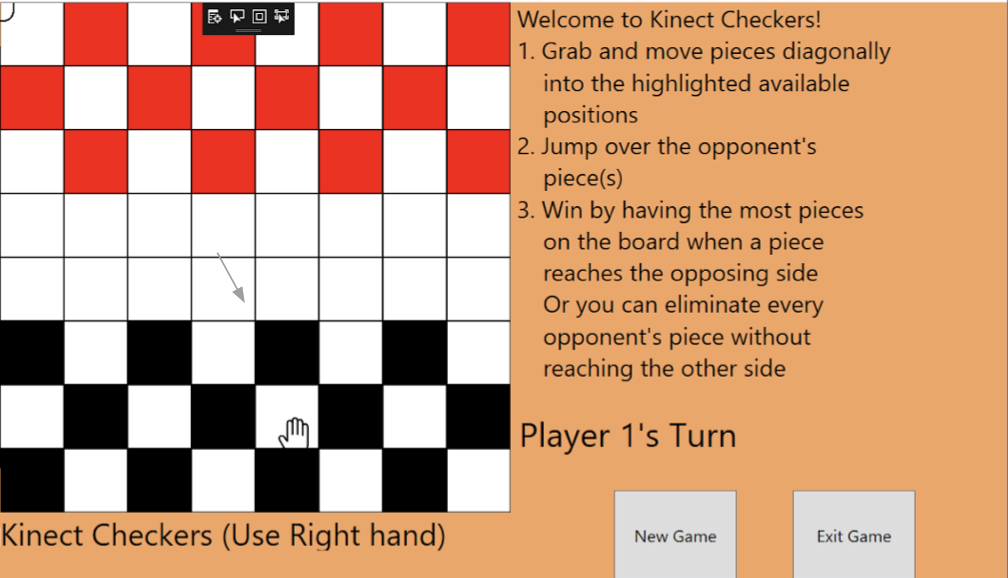 Welcome to Kinect Checkers!
1. Grab and move pieces diagonally
into the highlighted available
positions
2. Jump over the opponent's
piece(s)
3. Win by having the most pieces
on the board when a piece
reaches the opposing side
Or you can eliminate every
opponent's piece without
reaching the other side
Player 1's Turn
New Game
Exit Game
Kinect Checkers (Use Right hand)